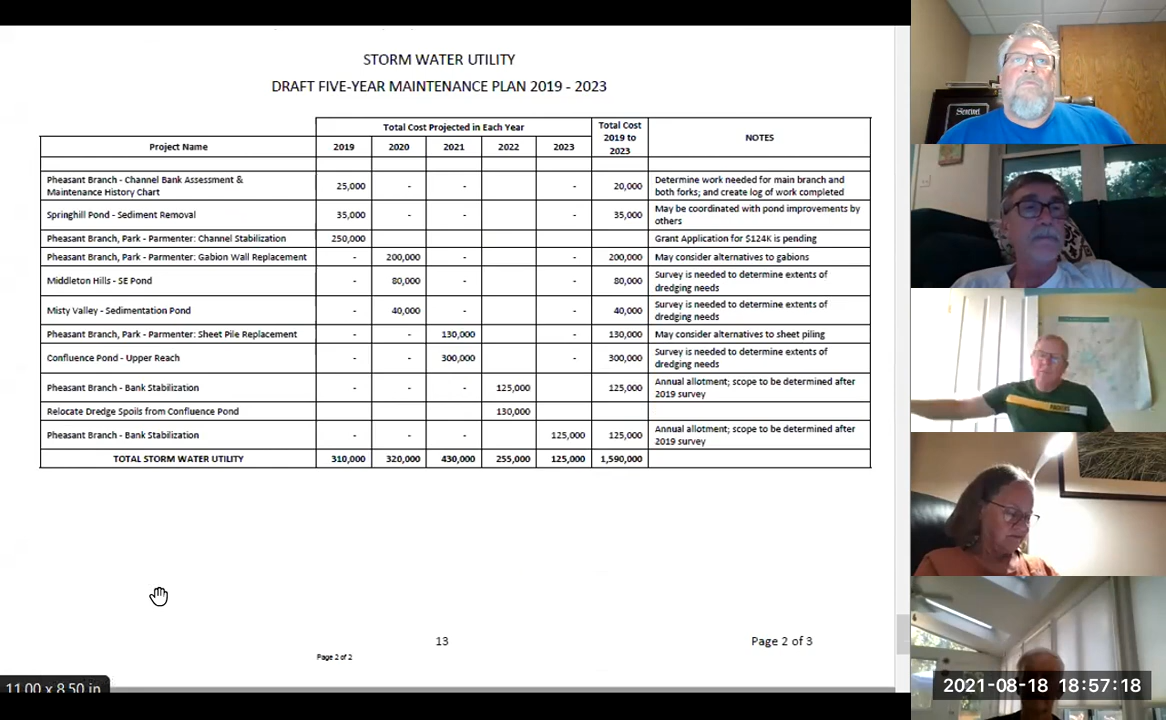 STORM WATER UTILITY
DRAFT FIVE-YEAR MAINTENANCE PLAN 2019 - 2023
Project Name Total Cost Projected in Each Year Total Cost 2019 to 2023 NOTES
2019 2020 2021 2022 2023
Pheasant Branch - Channel Bank Assessment & Maintenance History Chart 25,000 - - - 20,000 Determine work needed for main branch and both forks; and create log of work completed
Springhill Pond - Sediment Removal 35,000 - - - 35,000 May be coordinated with pond improvements by others
Pheasant Branch, Park - Parmenter: Channel Stabilization 250,000 Grant Application for $124K is pending
Pheasant Branch, Park - Parmenter: Gabion Wall Replacement - 200,000 - - 200,000 May consider alternatives to gabions
Middleton Hills - SE Pond - 80,000 - 80,000 Survey is needed to determine extents of dredging needs
Misty Valley - Sedimentation Pond - 40,000 - 40,000 Survey is needed to determine extents of dredging needs
Pheasant Branch, Park - Parmenter: Sheet Pile Replacement - - 130,000 - 130,000 May consider alternatives to sheet piling
Confluence Pond - Upper Reach - - 300,000 - 300,000 Survey is needed to determine extents of dredging needs
Pheasant Branch - Bank Stabilization - - - 125,000 125,000 Annual allotment; scope to be determined after 2019 survey
Relocate Dredge Spoils from Confluence Pond 130,000
Pheasant Branch - Bank Stabilization - - - 125,000 125,000 Annual allotment; scope to be determined after 2019 survey
TOTAL STORM WATER UTILITY 310,000 320,000 430,000 255,000 125,000 1,590,000
13
Page 2 of 3
Page 2 of 2
11.00 x 8.50 in
Sentinel
PACKERS
2021-08-18 18:57:18